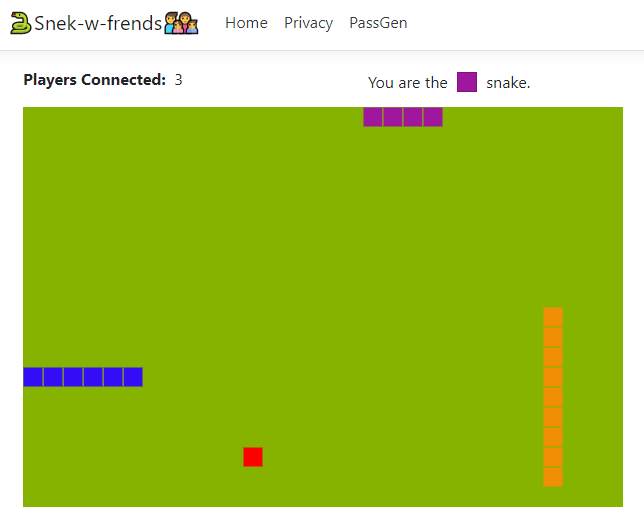 🐍Snek-w-frends👨‍👩‍👧‍👦 Home Privacy PassGen
Players Connected: 3
You are the snake.